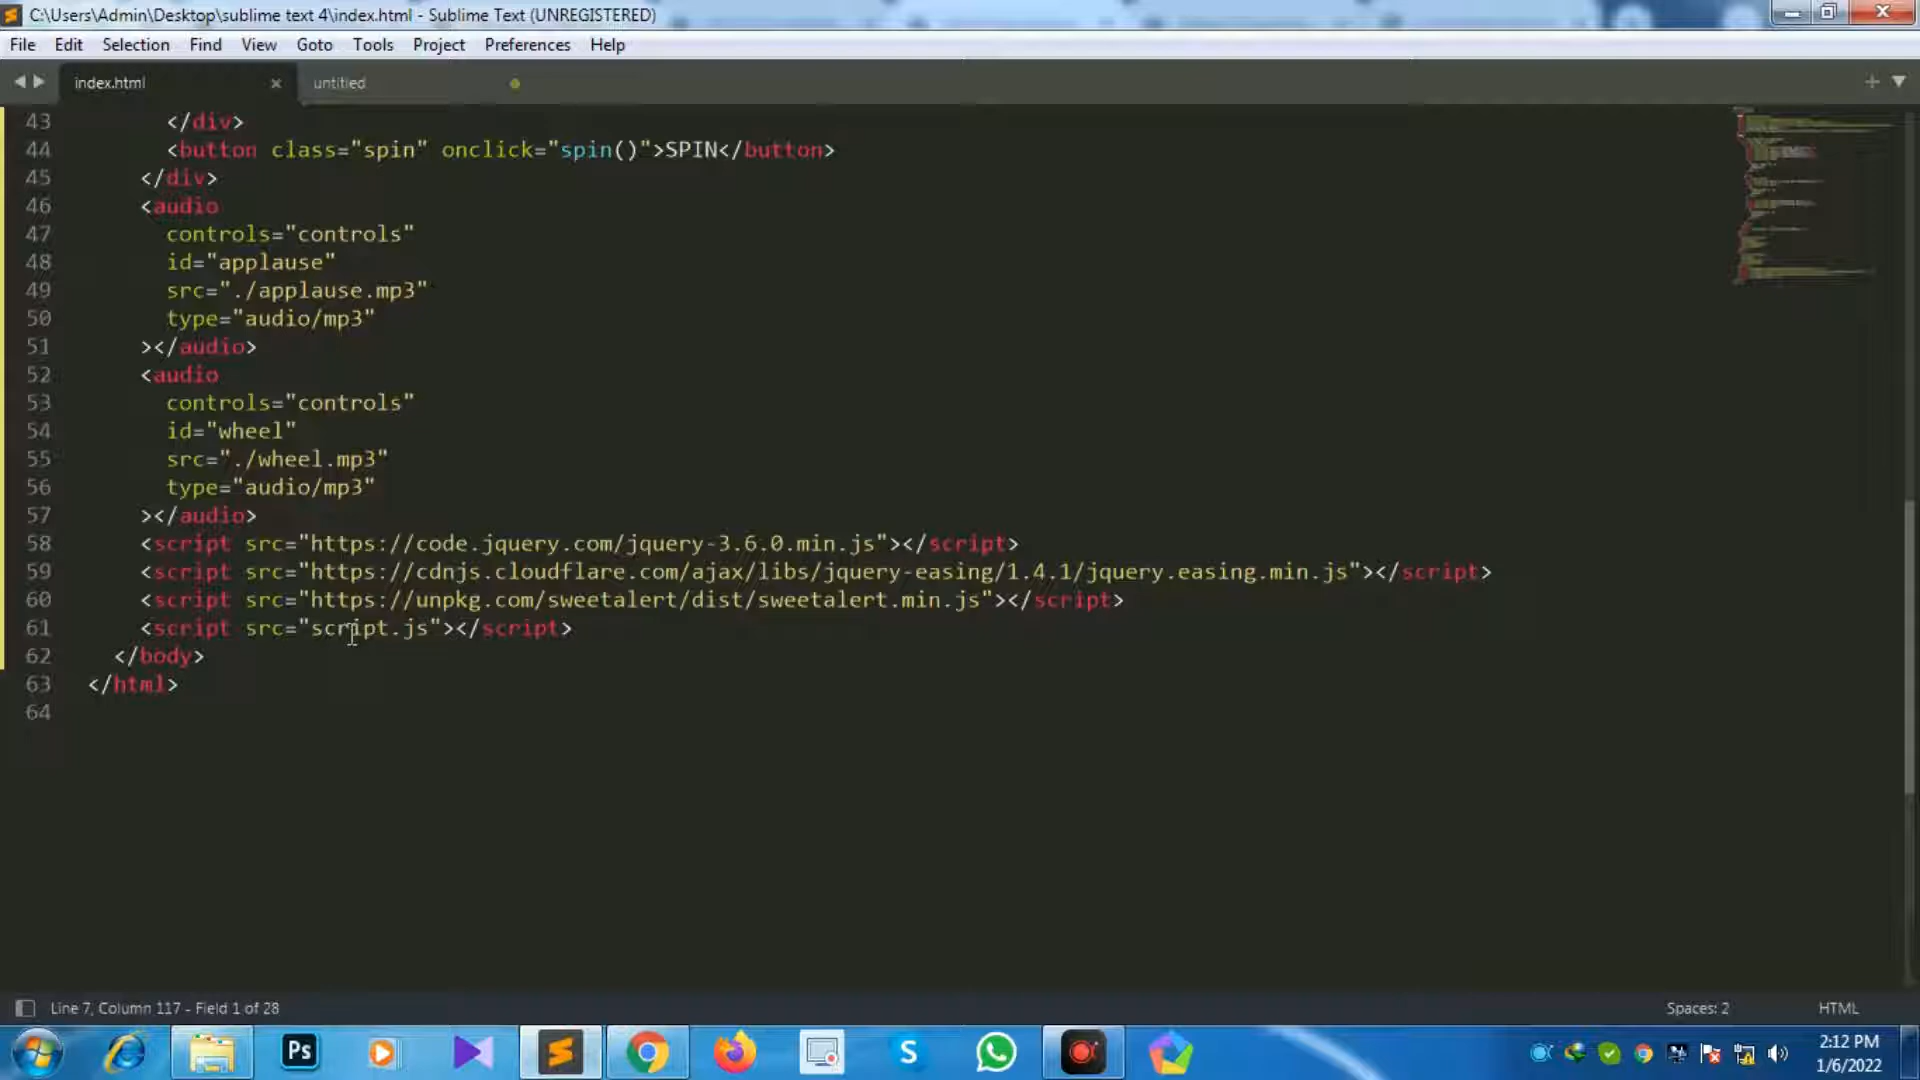 C:\Users\Admin\Desktop\sublime text 4\index.html - Sublime Text (UNREGISTERED)
File Edit Selection Find View Goto Tools Project Preferences Help
index.html untitled
43 </div>
44 <button class="spin" onclick="spin()">SPIN</button>
45 </div>
46 <audio
47 controls="controls"
48 id="applause"
49 src="./applause.mp3"
50 type="audio/mp3"
51 ></audio>
52 <audio
53 controls="controls"
54 id="wheel"
55 src="./wheel.mp3"
56 type="audio/mp3"
57 ></audio>
58 <script src="https://code.jquery.com/jquery-3.6.0.min.js"></script>
59 <script src="https://cdnjs.cloudflare.com/ajax/libs/jquery-easing/1.4.1/jquery.easing.min.js"></script>
60 <script src="https://unpkg.com/sweetalert/dist/sweetalert.min.js"></script>
61 <script src="script.js"></script>
62 </body>
63 </html>
64
Line 7, Column 117 - Field 1 of 28 Spaces: 2 HTML
Ps
S
2:12 PM
1/6/2022